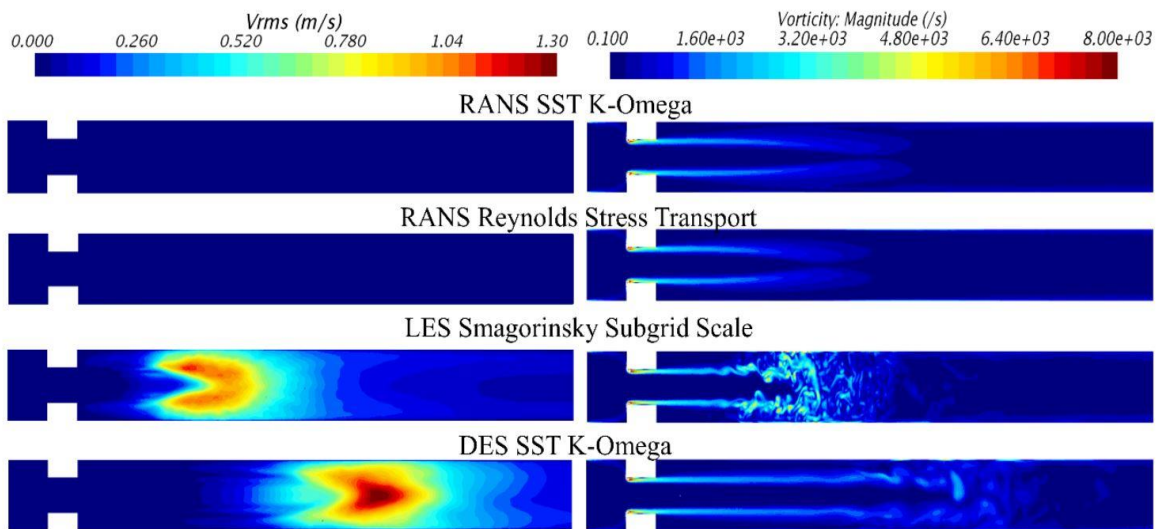 Vrms (m/s)
0.000 0.260 0.520 0.780 1.04 1.30
Vorticity: Magnitude (/s)
0.100 1.60e+03 3.20e+03 4.80e+03 6.40e+03 8.00e+03
RANS SST K-Omega
RANS Reynolds Stress Transport
LES Smagorinsky Subgrid Scale
DES SST K-Omega